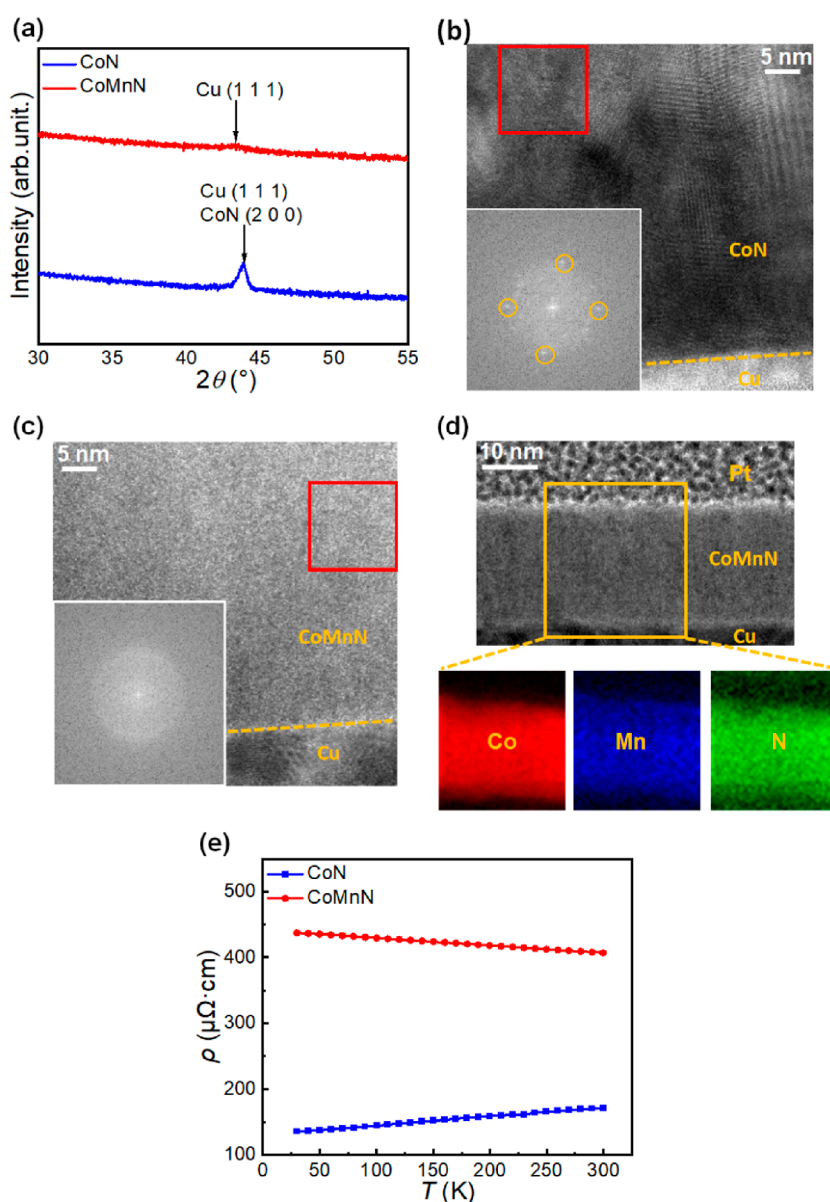 (a)
CoN
CoMnN
Cu (1 1 1)
Cu (1 1 1)
CoN (2 0 0)
Intensity (arb.unit.)
30 35 40 45 50 55
2θ (°)
(b)
5 nm
CoN
Cu
(c)
5 nm
CoMnN
Cu
(d)
10 nm
Pt
CoMnN
Cu
Co
Mn
N
(e)
CoN
CoMnN
500
400
300
200
100
ρ (μΩ·cm)
0 50 100 150 200 250 300
T (K)